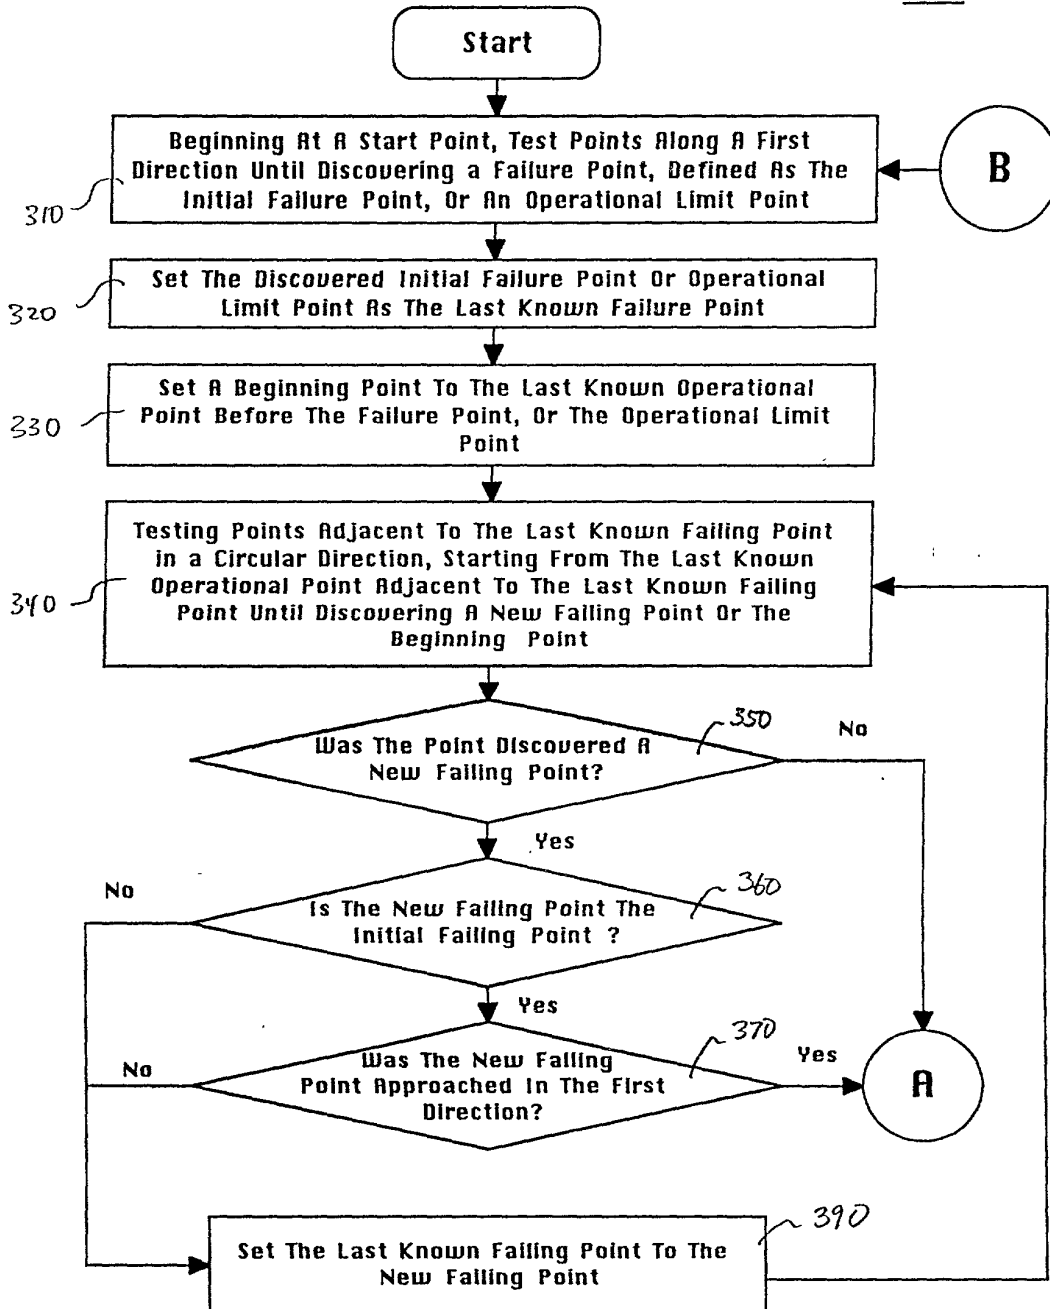 Start
Beginning At A Start Point, Test Points Along A First
Direction Until Discovering a Failure Point, Defined As The
Initial Failure Point, Or An Operational Limit Point
B
310
Set The Discovered Initial Failure Point Or Operational
Limit Point As The Last Known Failure Point
320
Set A Beginning Point To The Last Known Operational
Point Before The Failure Point, Or The Operational Limit
Point
330
Testing Points Adjacent To The Last Known Failing Point
in a Circular Direction, Starting From The Last Known
Operational Point Adjacent To The Last Known Failing
Point Until Discovering A New Failing Point Or The
Beginning Point
340
Was The Point Discovered A
New Failing Point?
350
No
Yes
Is The New Failing Point The
Initial Failing Point ?
360
No
Yes
Was The New Failing
Point Approached In The First
Direction?
370
No
Yes
A
Set The Last Known Failing Point To The
New Failing Point
390